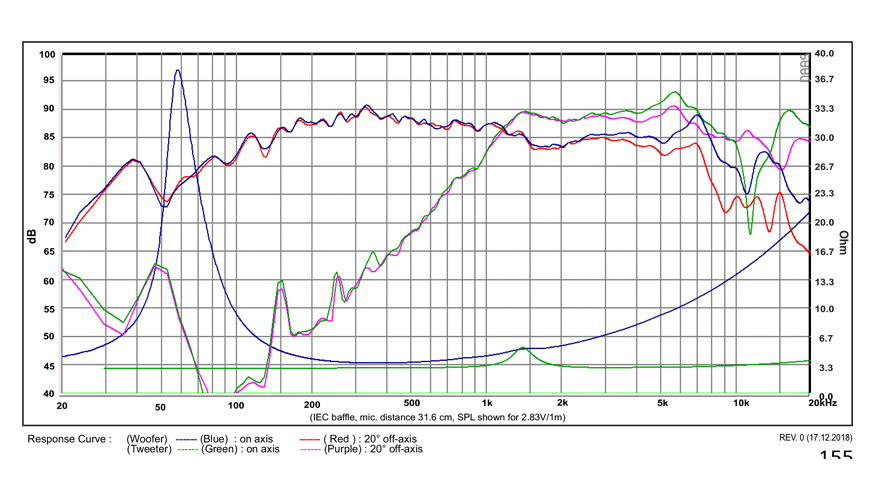 100 40.0
95 36.7
90 33.3
85 30.0
80 26.7
75 23.3
70 20.0
65 16.7
60 13.3
55 10.0
50 6.7
45 3.3
40 0.0
dB
Ohm
20 50 100 200 500 1k 2k 5k 10k 20kHz
(IEC baffle, mic. distance 31.6 cm, SPL shown for 2.83V/1m)
Response Curve : (Woofer) (Blue) : on axis ( Red ) : 20° off-axis
(Tweeter) (Green) : on axis (Purple) : 20° off-axis
REV. 0 (17.12.2018)